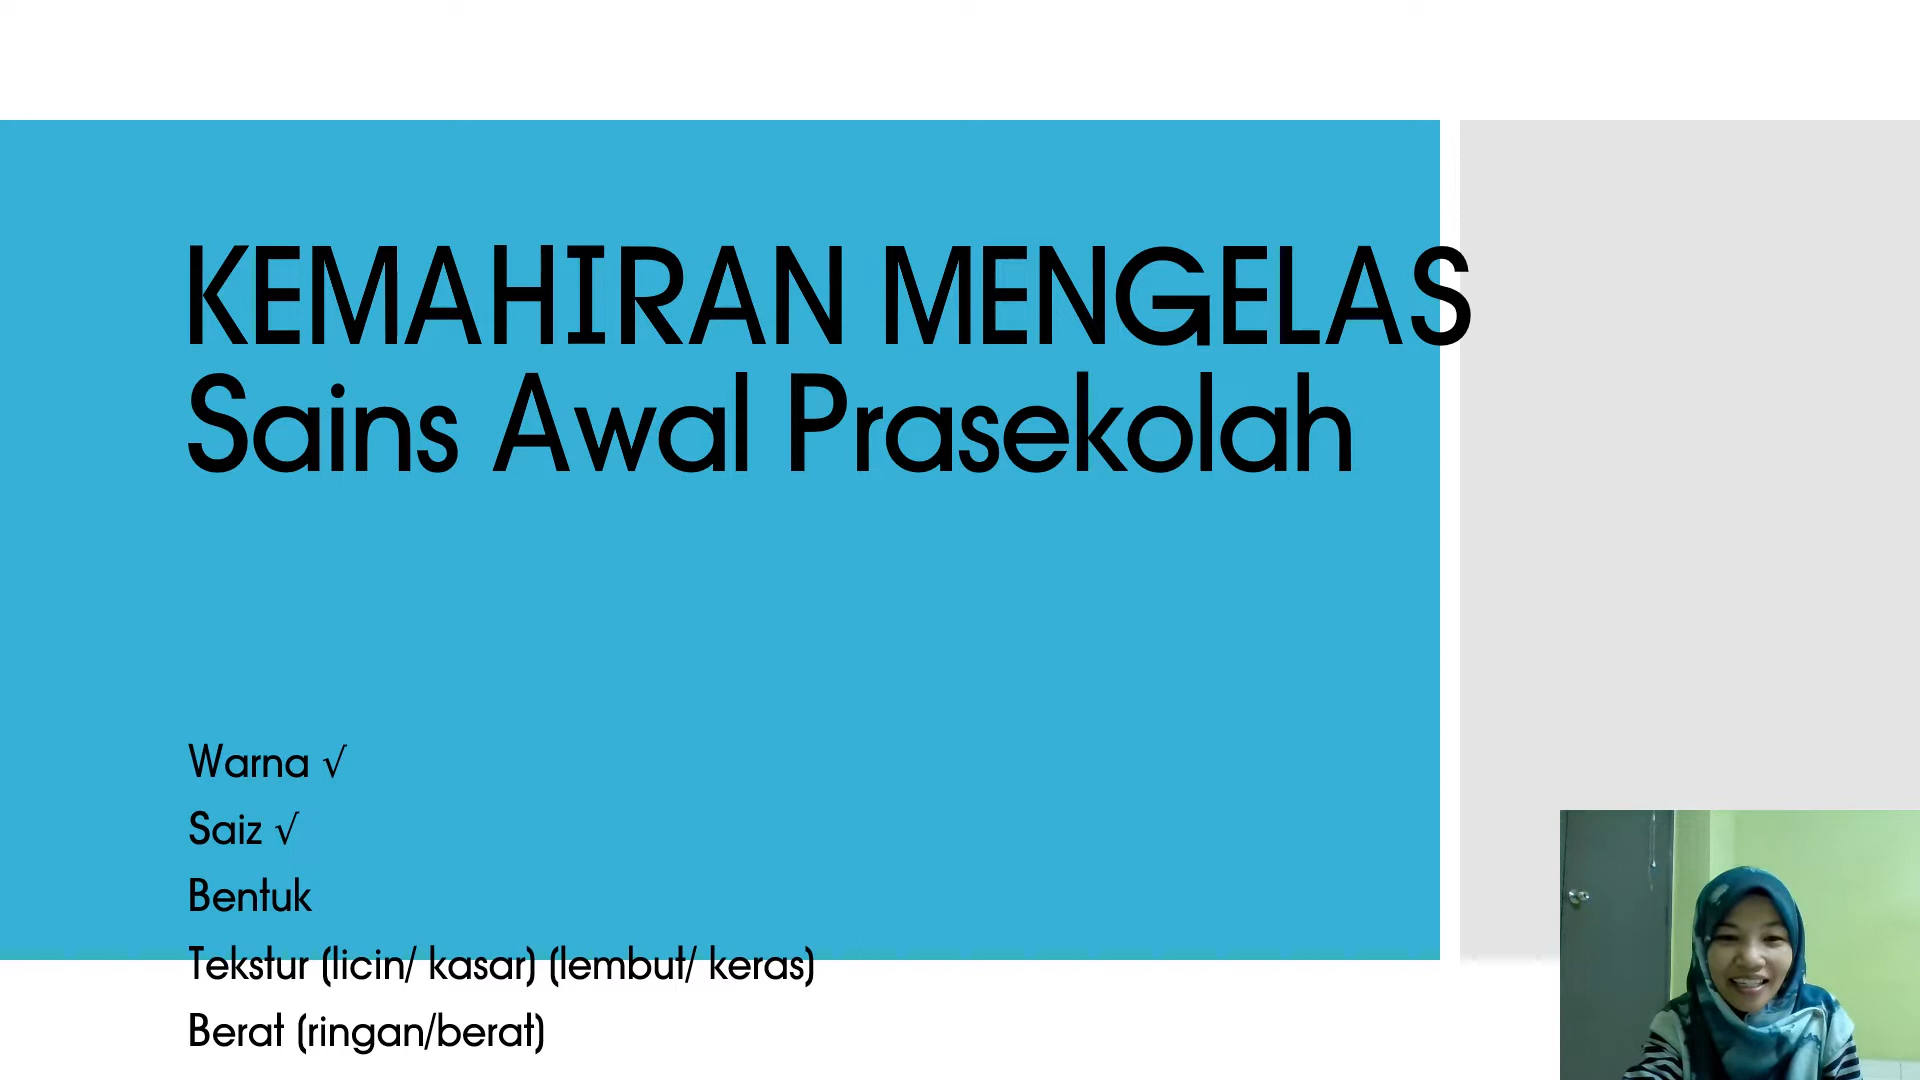 KEMAHIRAN MENGELAS
Sains Awal Prasekolah
Warna √
Saiz √
Bentuk
Tekstur (licin/ kasar) (lembut/ keras)
Berat (ringan/berat)